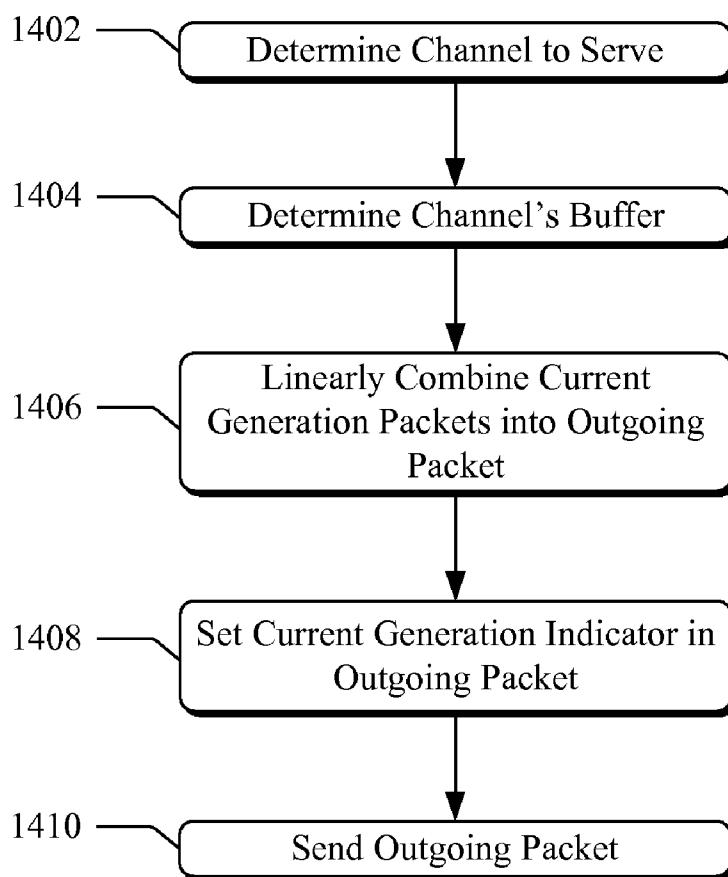 1402
Determine Channel to Serve
1404
Determine Channel's Buffer
1406
Linearly Combine Current
Generation Packets into Outgoing
Packet
1408
Set Current Generation Indicator in
Outgoing Packet
1410
Send Outgoing Packet